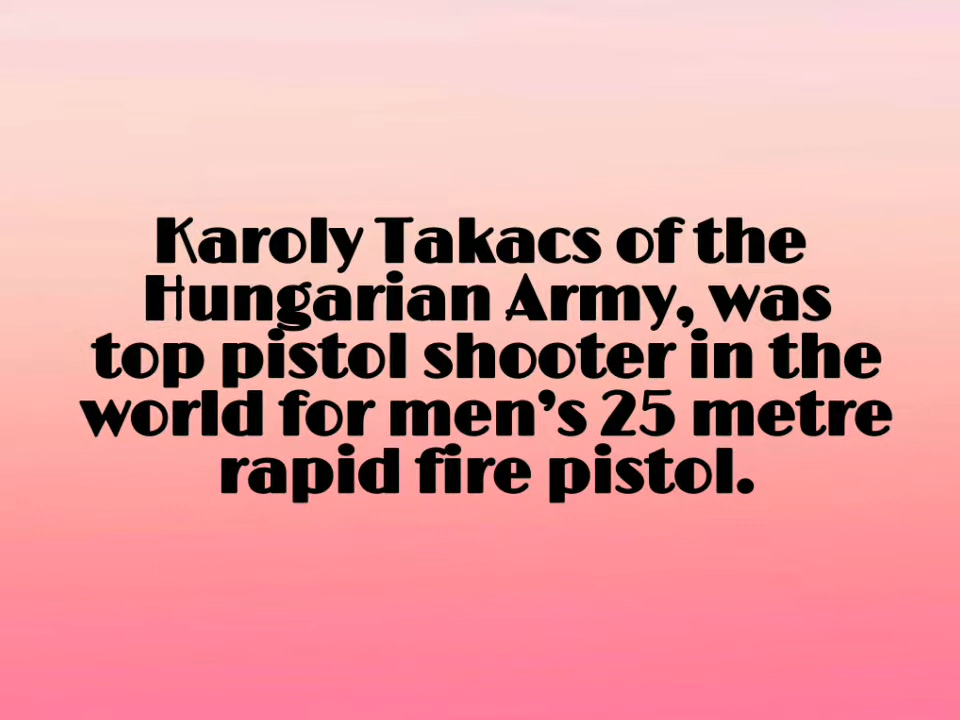 Karoly Takacs of the
Hungarian Army, was
top pistol shooter in the
world for men’s 25 metre
rapid fire pistol.